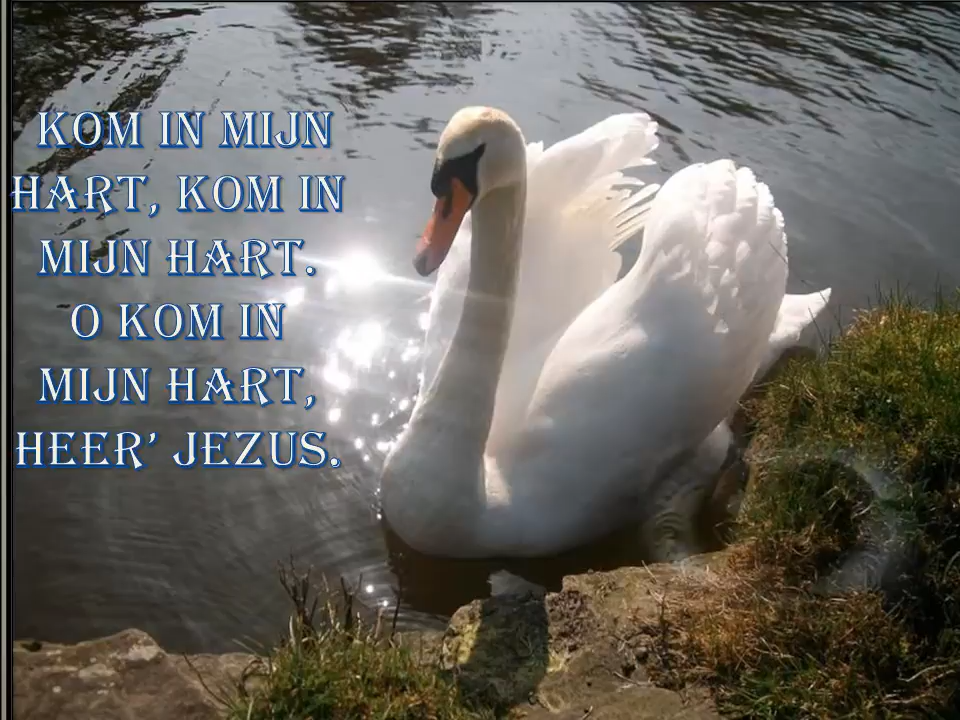 KOM IN MIJN
HART, KOM IN
MIJN HART.
O KOM IN
MIJN HART,
HEER' JEZUS.